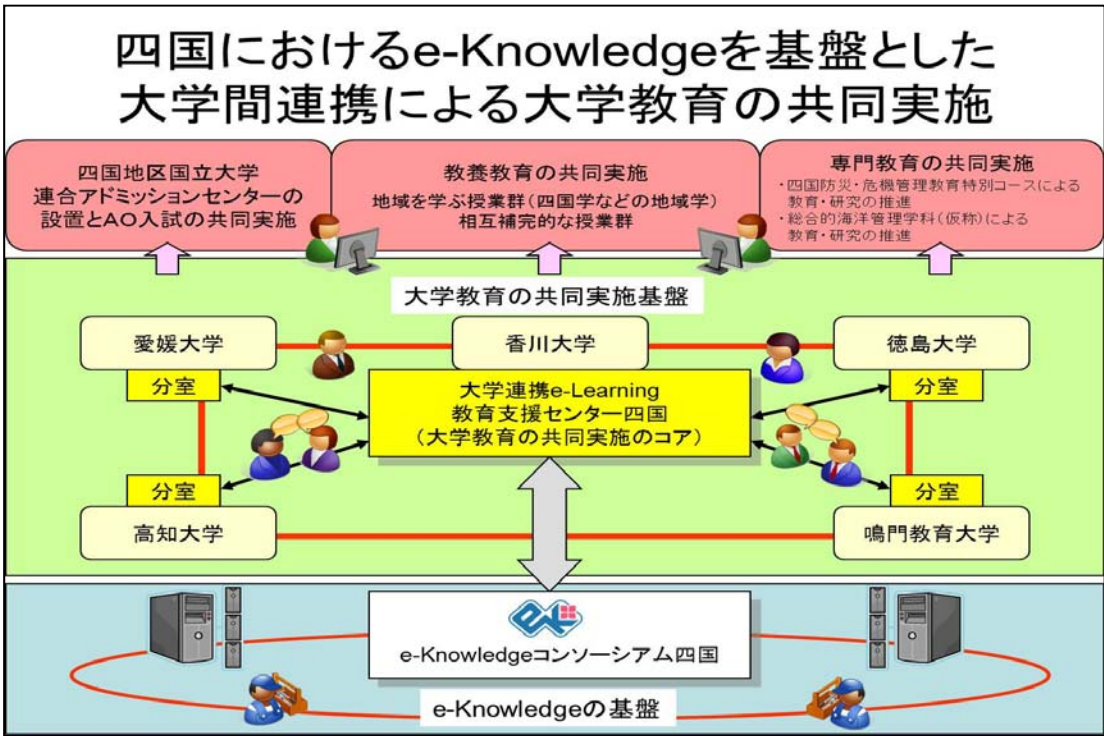 四国におけるe-Knowledgeを基盤とした
大学間連携による大学教育の共同実施
四国地区国立大学
連合アドミッションセンターの
設置とAO入試の共同実施
教養教育の共同実施
地域を学ぶ授業群(四国学などの地域学)
相互補完的な授業群
専門教育の共同実施
・四国防災・危機管理教育特別コースによる
教育・研究の推進
・総合的海洋管理学科(仮称)による
教育・研究の推進
大学教育の共同実施基盤
愛媛大学
香川大学
徳島大学
分室
大学連携e-Learning
教育支援センター四国
(大学教育の共同実施のコア)
分室
分室
分室
高知大学
鳴門教育大学
e-Knowledgeコンソーシアム四国
e-Knowledgeの基盤